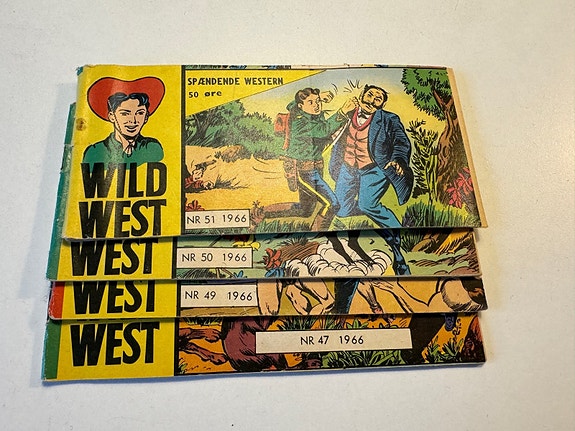 SPÆNDENDE WESTERN
50 øre
WILD
WEST
NR 51 1966
WEST
NR 50 1966
WEST
NR 49 1966
WEST
NR 47 1966